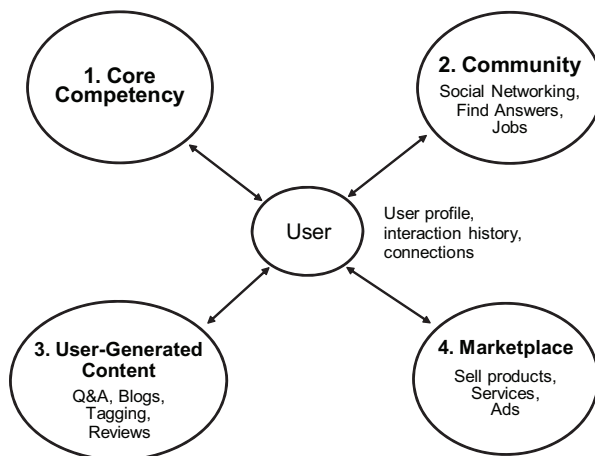 1. Core
Competency
2. Community
Social Networking,
Find Answers,
Jobs
User
User profile,
interaction history,
connections
3. User-Generated
Content
Q&A, Blogs,
Tagging,
Reviews
4. Marketplace
Sell products,
Services,
Ads